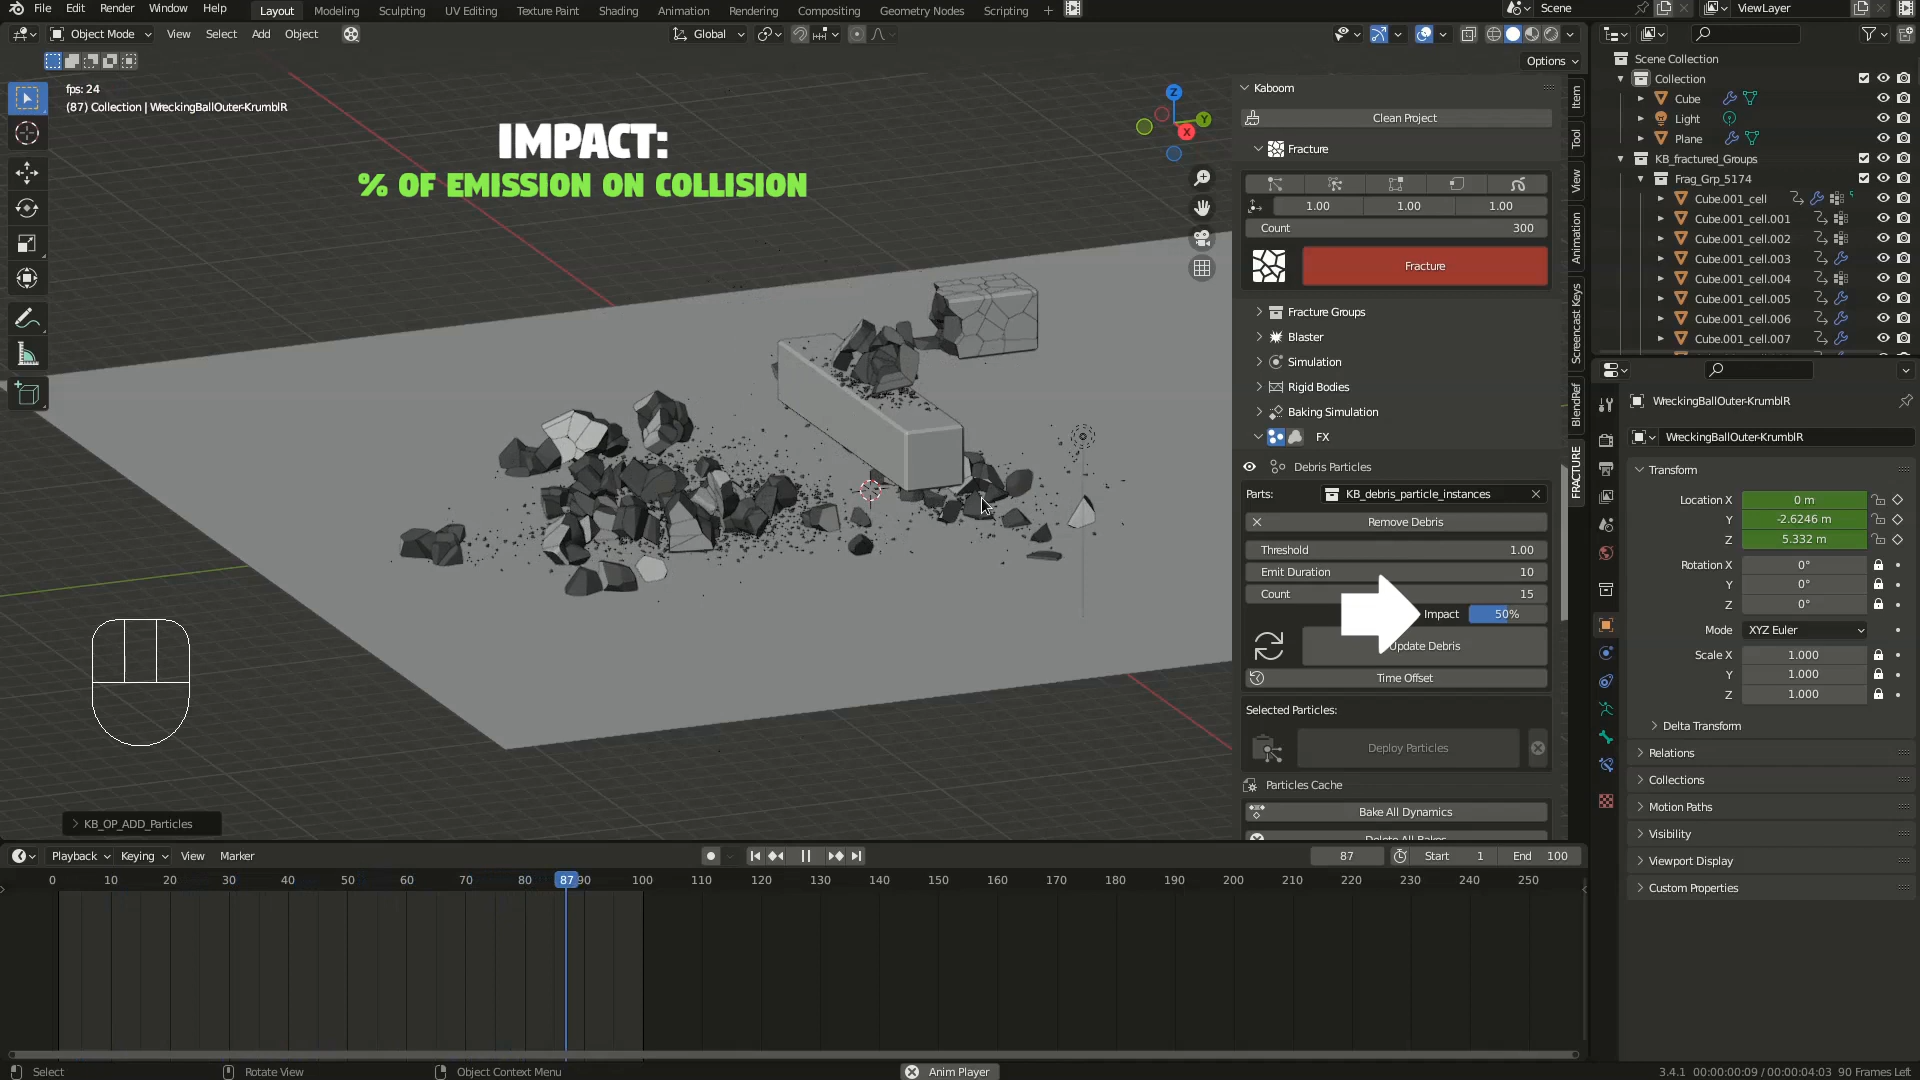 File Edit Render Window Help Layout Modeling Sculpting UV Editing Texture Paint Shading Animation Rendering Compositing Geometry Nodes Scripting + Scene ViewLayer
Object Mode View Select Add Object Global
Options
fps: 24
(87) Collection | WreckingBallOuter-KrumblR
IMPACT:
% OF EMISSION ON COLLISION
Z
Y
X
Kaboom
Clean Project
Fracture
1.00 1.00 1.00
Count 300
Fracture
Fracture Groups
Blaster
Simulation
Rigid Bodies
Baking Simulation
FX
Debris Particles
Parts: KB_debris_particle_instances
Remove Debris
Threshold 1.00
Emit Duration 10
Count 15
Impact 50%
Update Debris
Time Offset
Selected Particles:
Deploy Particles
Particles Cache
Bake All Dynamics
Delete All Bakes
Item
Tool
View
Animation
Screencast Keys
BlendRef
FRACTURE
Scene Collection
Collection
Cube
Light
Plane
KB_fractured_Groups
Frag_Grp_5174
Cube.001_cell
Cube.001_cell.001
Cube.001_cell.002
Cube.001_cell.003
Cube.001_cell.004
Cube.001_cell.005
Cube.001_cell.006
Cube.001_cell.007
WreckingBallOuter-KrumblR
WreckingBallOuter-KrumblR
Transform
Location X 0 m
Y -2.6246 m
Z 5.332 m
Rotation X 0°
Y 0°
Z 0°
Mode XYZ Euler
Scale X 1.000
Y 1.000
Z 1.000
Delta Transform
Relations
Collections
Motion Paths
Visibility
Viewport Display
Custom Properties
KB_OP_ADD_Particles
Playback Keying View Marker 87 Start 1 End 100
0 10 20 30 40 50 60 70 80 87 90 100 110 120 130 140 150 160 170 180 190 200 210 220 230 240 250
Select Rotate View Object Context Menu Anim Player 3.4.1 00:00:00:09 / 00:00:04:03 90 Frames Left